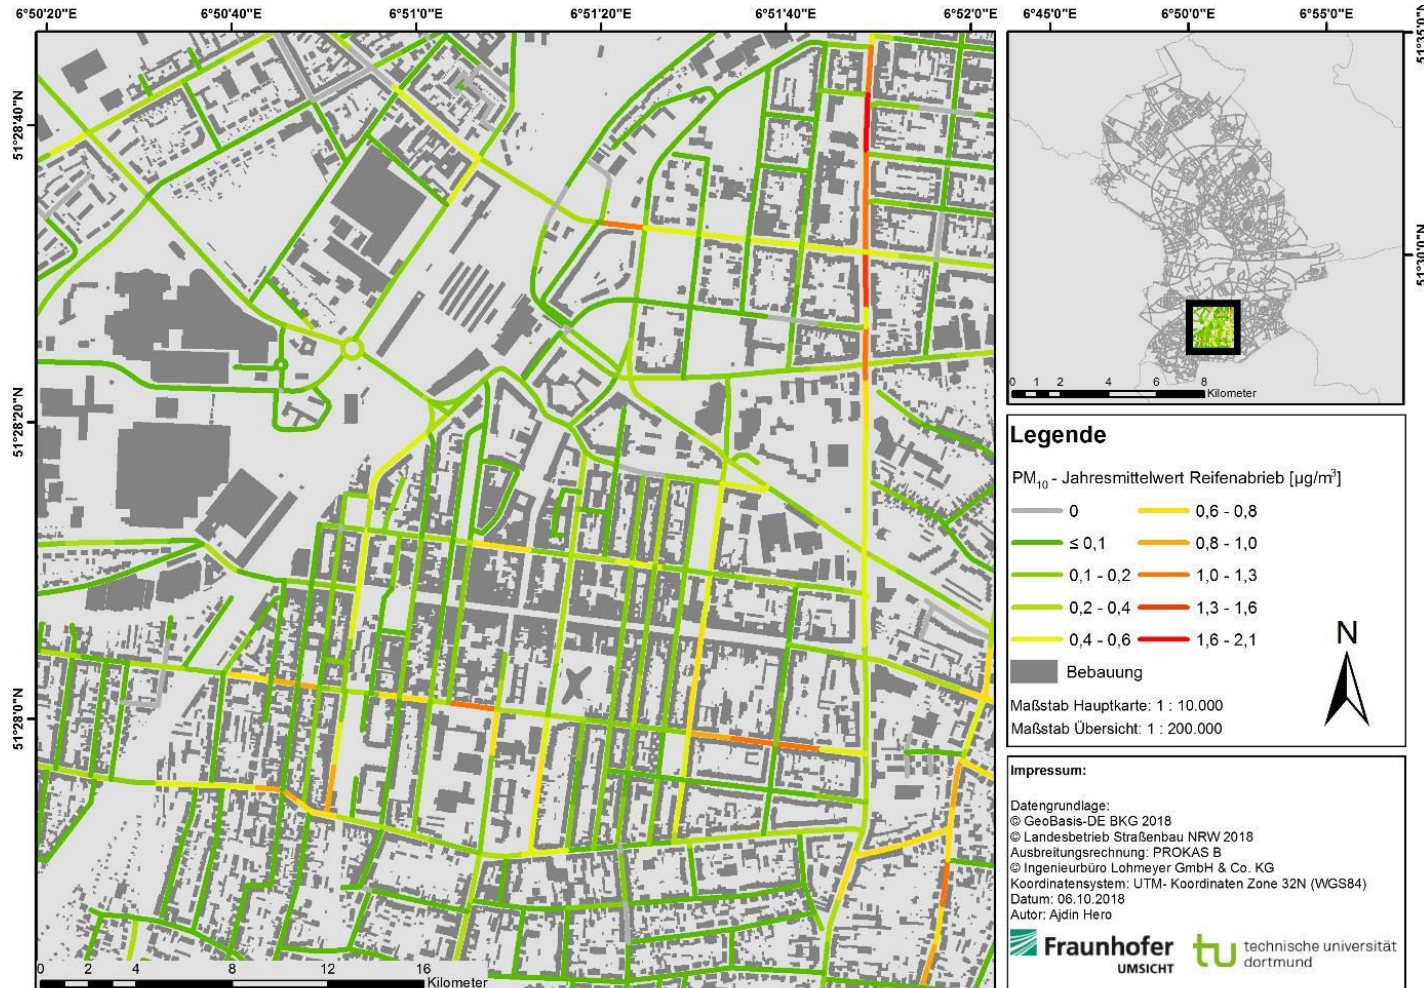 6°50'20"E 6°50'40"E 6°51'0"E 6°51'20"E 6°51'40"E 6°52'0"E
51°28'40"N
51°28'20"N
51°28'0"N
0 2 4 8 12 16
Kilometer
6°45'0"E 6°50'0"E 6°55'0"E
51°35'0"N
51°30'0"N
0 1 2 4 6 8
Kilometer
Legende
PM10 - Jahresmittelwert Reifenabrieb [µg/m³]
0 0,6 - 0,8
≤ 0,1 0,8 - 1,0
0,1 - 0,2 1,0 - 1,3
0,2 - 0,4 1,3 - 1,6
0,4 - 0,6 1,6 - 2,1
Bebauung
N
Maßstab Hauptkarte: 1 : 10.000
Maßstab Übersicht: 1 : 200.000
Impressum:
Datengrundlage:
© GeoBasis-DE BKG 2018
© Landesbetrieb Straßenbau NRW 2018
Ausbreitungsrechnung: PROKAS B
© Ingenieurbüro Lohmeyer GmbH & Co. KG
Koordinatensystem: UTM- Koordinaten Zone 32N (WGS84)
Datum: 06.10.2018
Autor: Ajdin Hero
Fraunhofer
UMSICHT
tu technische universität
dortmund